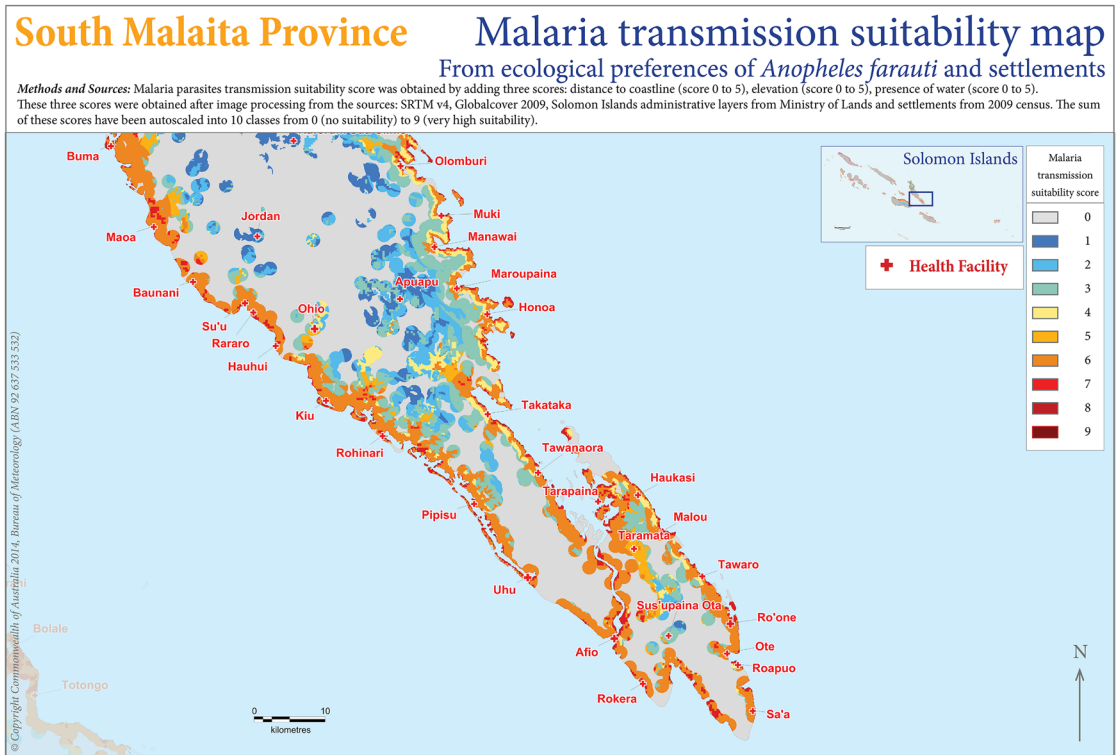 South Malaita Province
Malaria transmission suitability map
From ecological preferences of Anopheles farauti and settlements
Methods and Sources: Malaria parasites transmission suitability score was obtained by adding three scores: distance to coastline (score 0 to 5), elevation (score 0 to 5), presence of water (score 0 to 5).
These three scores were obtained after image processing from the sources: SRTM v4, Globalcover 2009, Solomon Islands administrative layers from Ministry of Lands and settlements from 2009 census. The sum
of these scores have been autoscaled into 10 classes from 0 (no suitability) to 9 (very high suitability).
Solomon Islands
Malaria
transmission
suitability score
0
1
2
3
4
5
6
7
8
9
Health Facility
Buma
Olomburi
Jordan
Muki
Maoa
Manawai
Maroupaina
Apuapu
Baunani
Honoa
Ohio
Su'u
Rararo
Hauhui
Takataka
Kiu
Rohinari
Tawanaora
Haukasi
Tarapaina
Pipisu
Malou
Taramata
Tawaro
Uhu
Sus'upaina Ota
Ro'one
Afio
Ote
Roapuo
Rokera
Sa'a
Bolale
Totongo
0 10
kilometres
N
© Copyright Commonwealth of Australia 2014, Bureau of Meteorology (ABN 92 637 533 532)